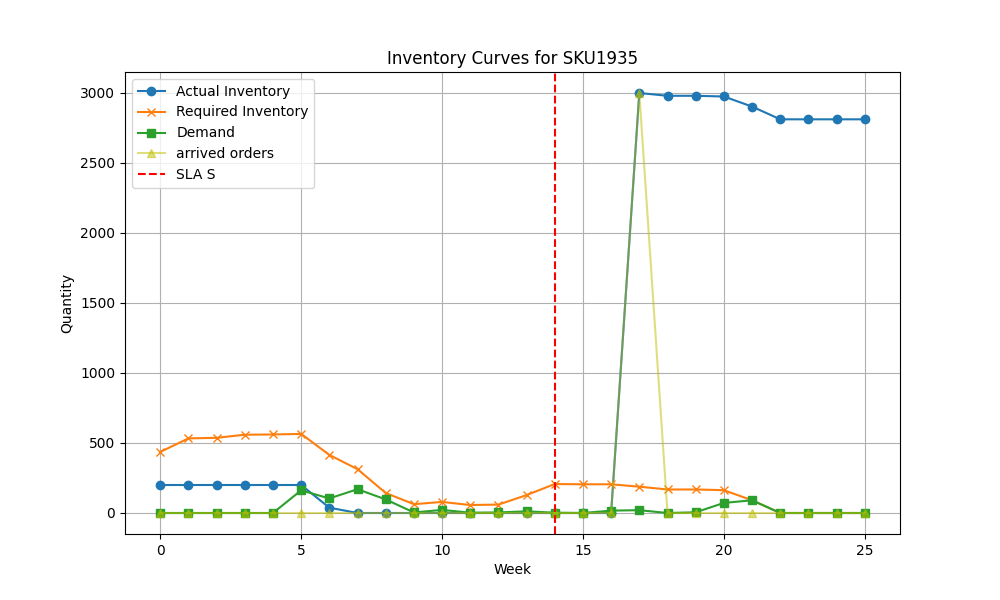 Inventory Curves for SKU1935
Actual Inventory
Required Inventory
Demand
arrived orders
SLA S
3000
2500
2000
1500
1000
500
0
Quantity
0 5 10 15 20 25
Week